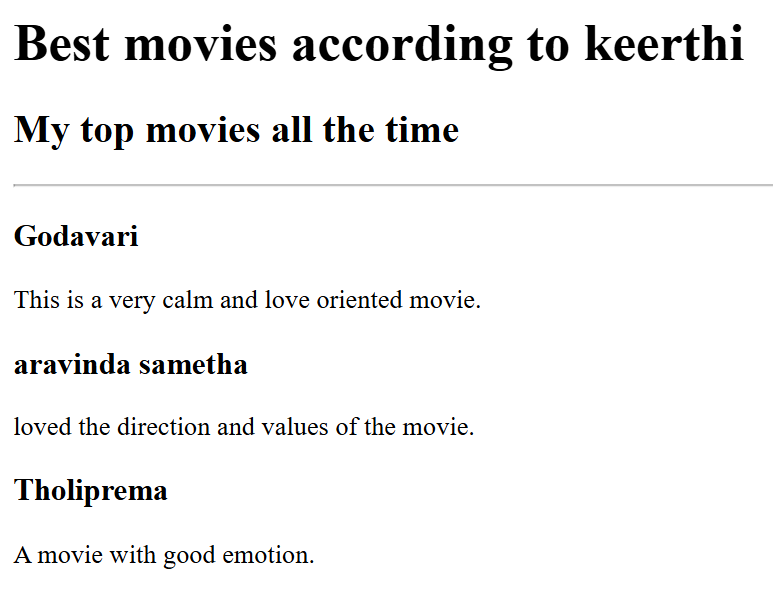 Best movies according to keerthi
My top movies all the time
Godavari
This is a very calm and love oriented movie.
aravinda sametha
loved the direction and values of the movie.
Tholiprema
A movie with good emotion.